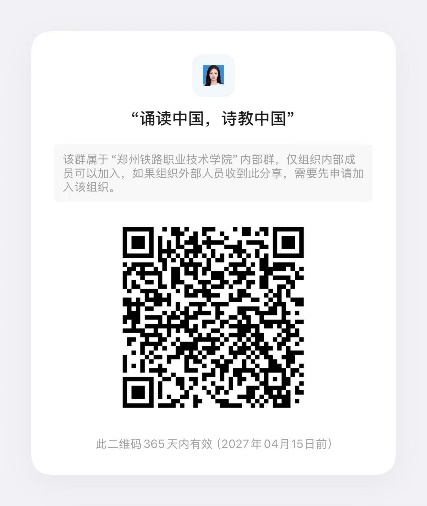 “诵读中国，诗教中国”
该群属于“郑州铁路职业技术学院”内部群，仅组织内部成
员可以加入，如果组织外部人员收到此分享，需要先申请加
入该组织。
此二维码365天内有效 (2027年04月15日前)